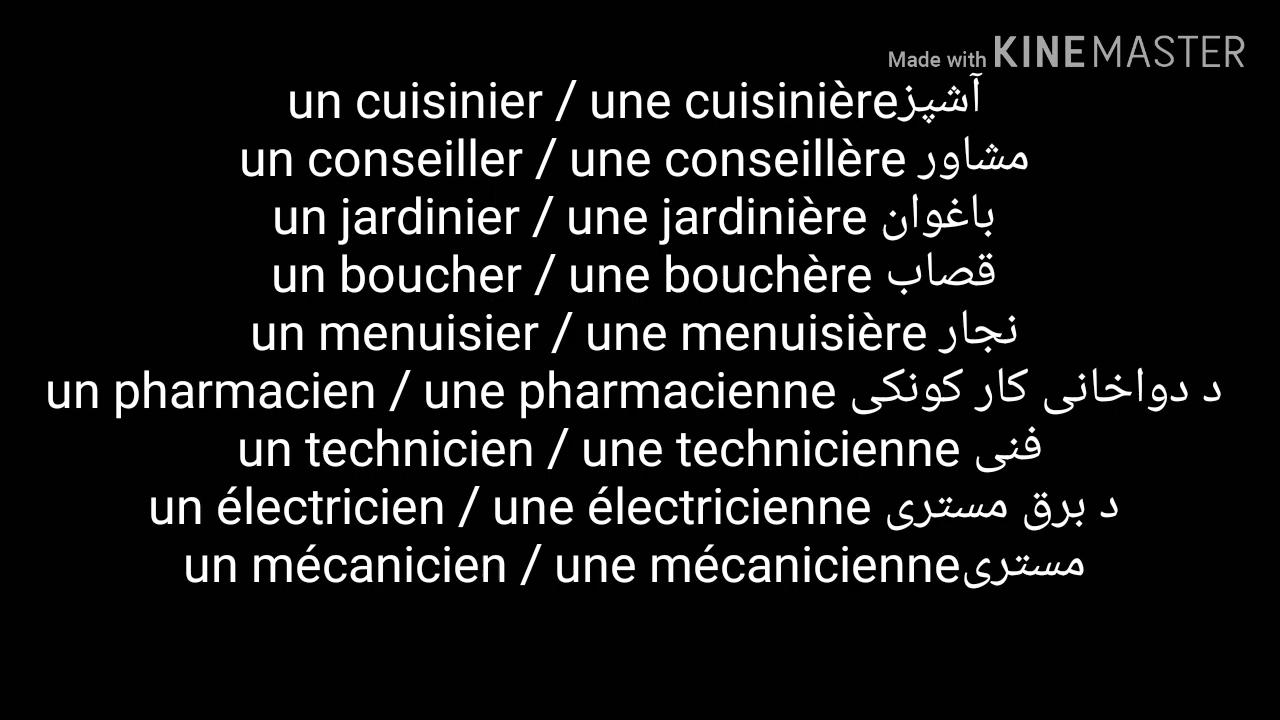 Made with KINEMASTER
un cuisinier / une cuisinièreآشپز
un conseiller / une conseillère مشاور
un jardinier / une jardinière باغوان
un boucher / une bouchère قصاب
un menuisier / une menuisière نجار
un pharmacien / une pharmacienne د دواخانی کار کونکی
un technicien / une technicienne فنی
un électricien / une électricienne د برق مستری
un mécanicien / une mécanicienneمستری